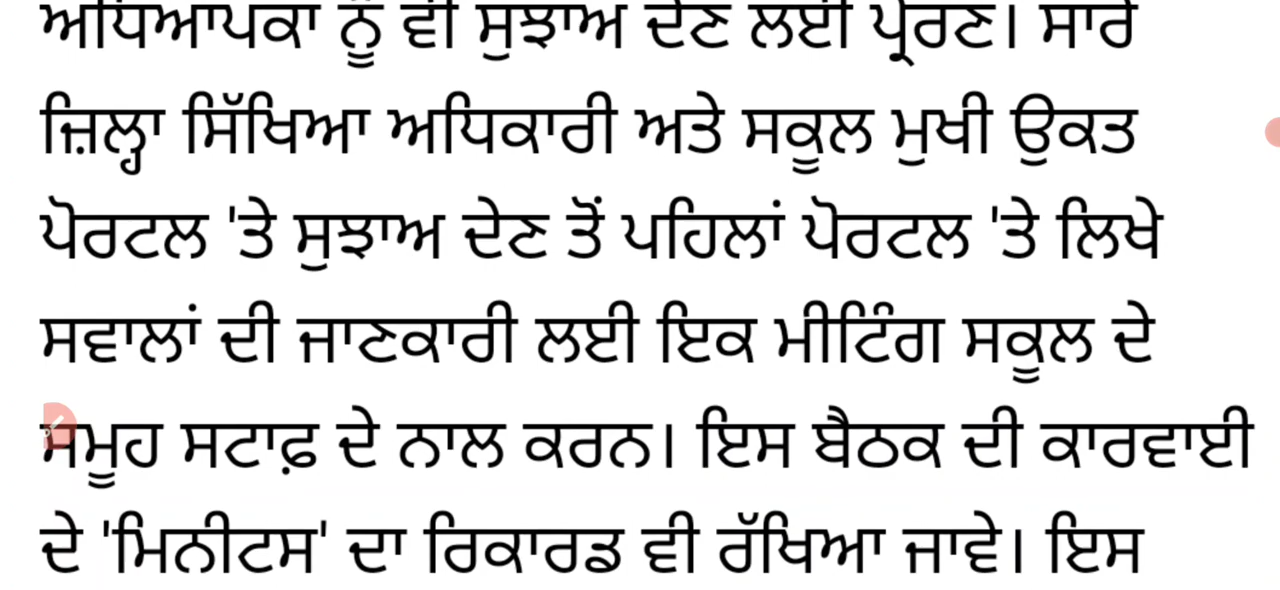 ਅਧਿਆਪਕਾਂ ਨੂੰ ਵੀ ਸੁਝਾਅ ਦੇਣ ਲਈ ਪ੍ਰੇਰਣ। ਸਾਰੇ
ਜ਼ਿਲ੍ਹਾ ਸਿੱਖਿਆ ਅਧਿਕਾਰੀ ਅਤੇ ਸਕੂਲ ਮੁਖੀ ਉਕਤ
ਪੋਰਟਲ 'ਤੇ ਸੁਝਾਅ ਦੇਣ ਤੋਂ ਪਹਿਲਾਂ ਪੋਰਟਲ 'ਤੇ ਲਿਖੇ
ਸਵਾਲਾਂ ਦੀ ਜਾਣਕਾਰੀ ਲਈ ਇਕ ਮੀਟਿੰਗ ਸਕੂਲ ਦੇ
ਸਮੂਹ ਸਟਾਫ਼ ਦੇ ਨਾਲ ਕਰਨ। ਇਸ ਬੈਠਕ ਦੀ ਕਾਰਵਾਈ
ਦੇ 'ਮਿਨੀਟਸ' ਦਾ ਰਿਕਾਰਡ ਵੀ ਰੱਖਿਆ ਜਾਵੇ। ਇਸ